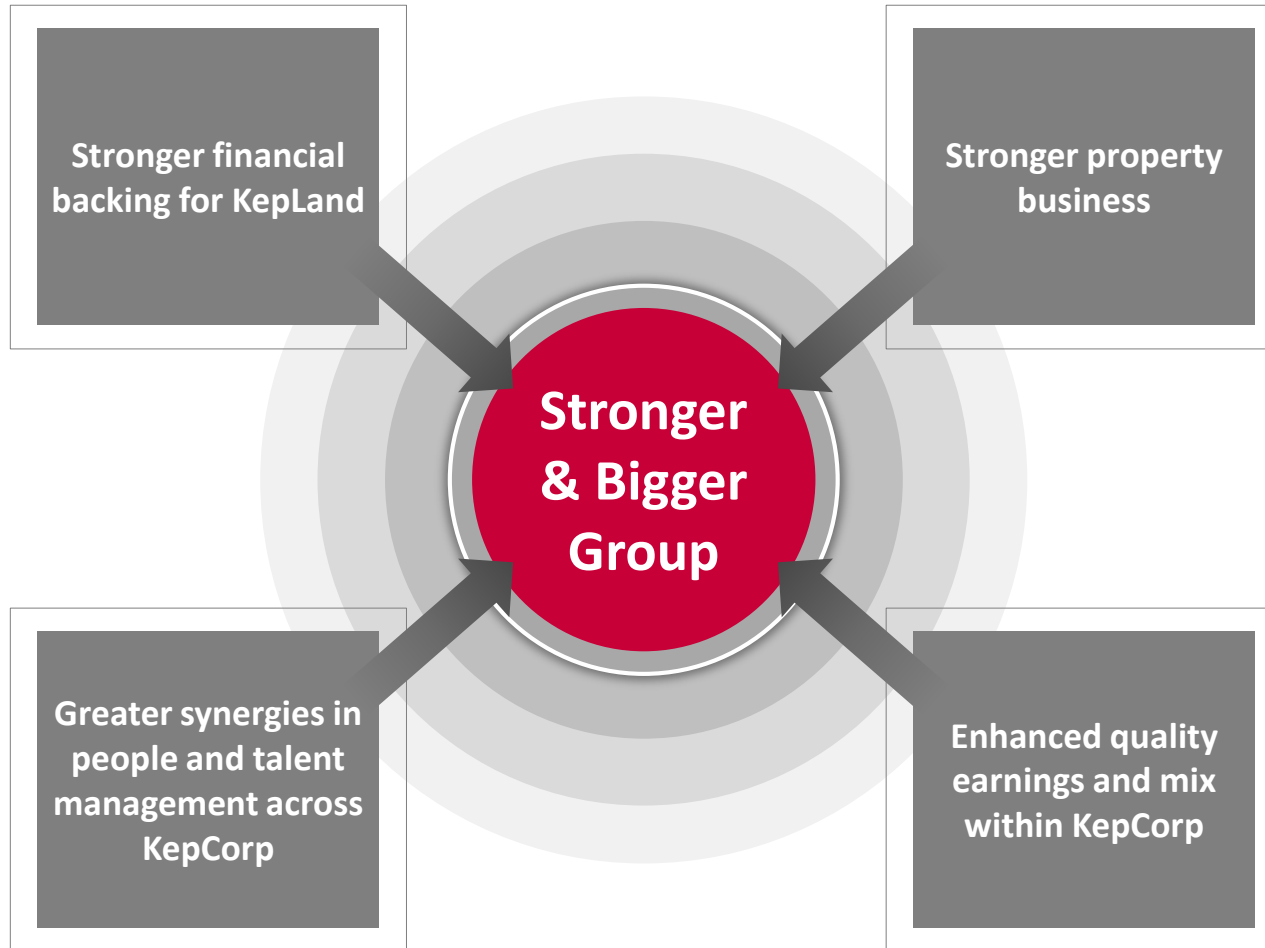 Stronger financial
backing for KepLand
Stronger property
business
Stronger
& Bigger
Group
Greater synergies in
people and talent
management across
KepCorp
Enhanced quality
earnings and mix
within KepCorp